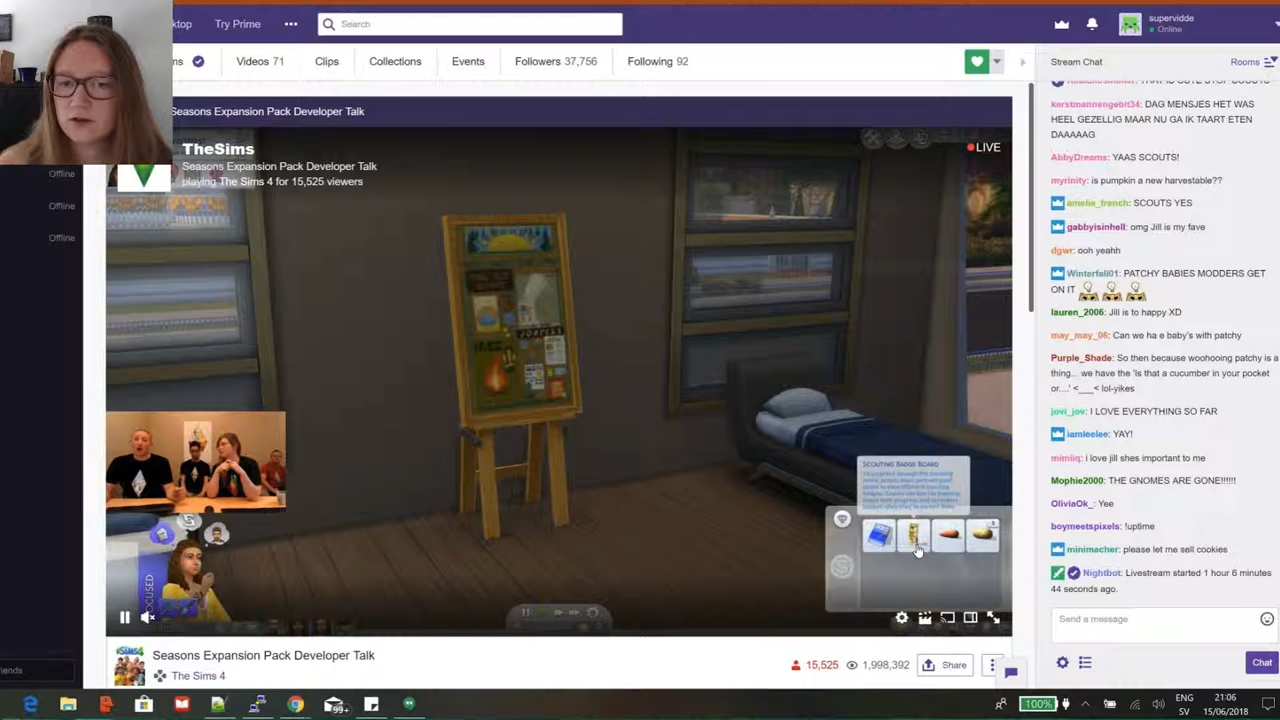 ktop Try Prime ••• Search supervidde
Online
ms Videos 71 Clips Collections Events Followers 37,756 Following 92
Seasons Expansion Pack Developer Talk
TheSims
Seasons Expansion Pack Developer Talk
playing The Sims 4 for 15,525 viewers
LIVE
Offline
Offline
Offline
SCOUTING BADGE BOARD
FOCUSED
Seasons Expansion Pack Developer Talk
The Sims 4
15,525 1,998,392 Share
iends
Stream Chat Rooms
kerstmannengebit34: DAG MENSJES HET WAS
HEEL GEZELLIG MAAR NU GA IK TAART ETEN
DAAAAG
AbbyDreams: YAAS SCOUTS!
myrinity: is pumpkin a new harvestable??
amelie_french: SCOUTS YES
gabbyisinhell: omg Jill is my fave
dgwr: ooh yeahh
Winterfall01: PATCHY BABIES MODDERS GET
ON IT
lauren_2006: Jill is to happy XD
may_may_06: Can we ha e baby's with patchy
Purple_Shade: So then because woohooing patchy is a
thing... we have the 'Is that a cucumber in your pocket
or....' <___< lol-yikes
jovi_jov: I LOVE EVERYTHING SO FAR
iamleelee: YAY!
mimiiq: i love jill shes important to me
Mophie2000: THE GNOMES ARE GONE!!!!!!
OliviaOk_: Yee
boymeetspixels: !uptime
minimacher: please let me sell cookies
Nightbot: Livestream started 1 hour 6 minutes
44 seconds ago.
Send a message
Chat
99+
100% ENG 21:06
SV 15/06/2018